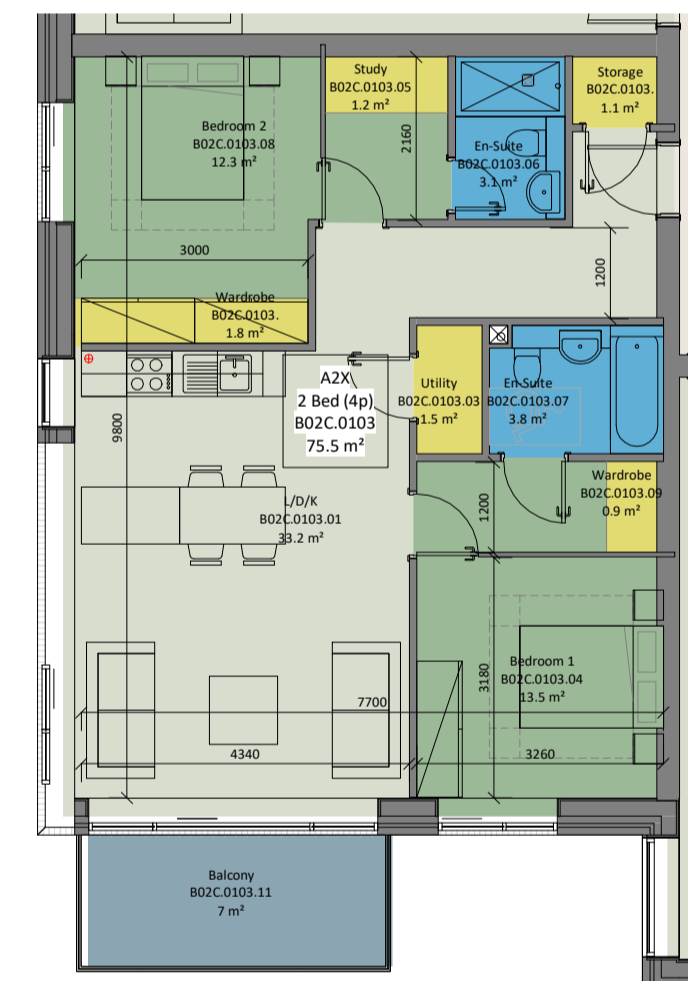 Study
B02C.0103.05
1.2 m²
Storage
B02C.0103.
1.1 m²
Bedroom 2
B02C.0103.08
12.3 m²
2160
En-Suite
B02C.0103.06
3.1 m²
3000
1200
Wardrobe
B02C.0103.
1.8 m²
9800
A2X
2 Bed (4p)
B02C.0103
75.5 m²
Utility
B02C.0103.03
1.5 m²
En-Suite
B02C.0103.07
3.8 m²
L/D/K
B02C.0103.01
33.2 m²
1200
Wardrobe
B02C.0103.09
0.9 m²
3180
Bedroom 1
B02C.0103.04
13.5 m²
7700
4340
3260
Balcony
B02C.0103.11
7 m²